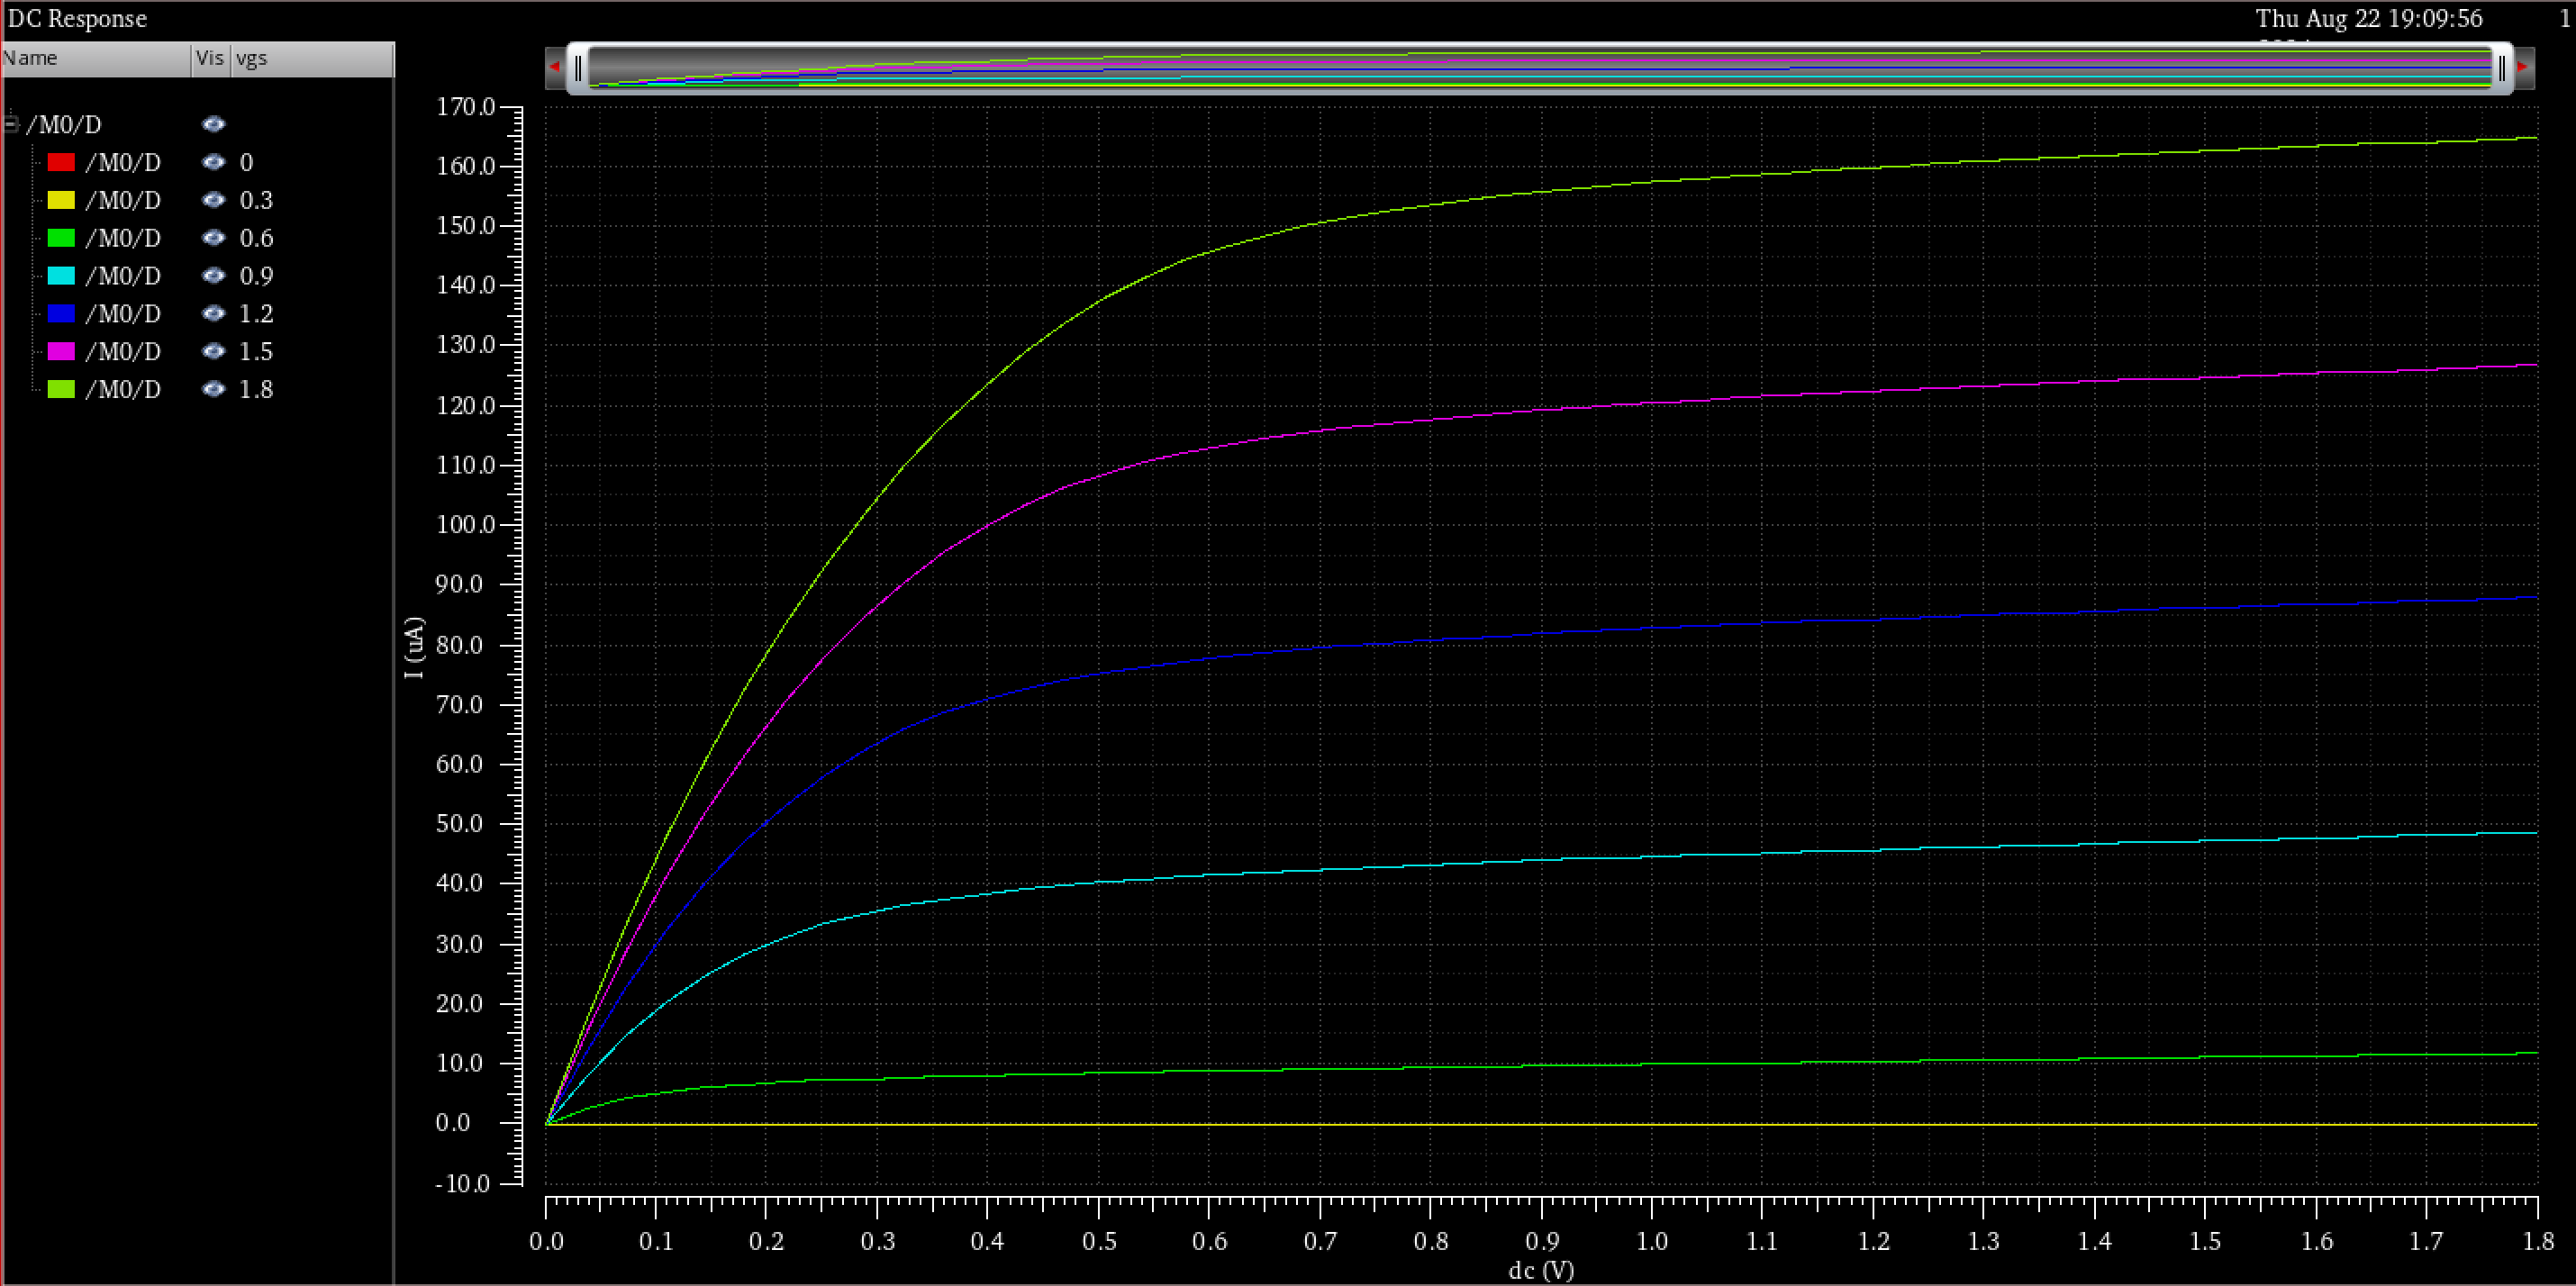 DC Response
Thu Aug 22 19:09:56 1
Name Vis vgs
/M0/D
/M0/D 0
/M0/D 0.3
/M0/D 0.6
/M0/D 0.9
/M0/D 1.2
/M0/D 1.5
/M0/D 1.8
170.0
160.0
150.0
140.0
130.0
120.0
110.0
100.0
90.0
80.0
70.0
60.0
50.0
40.0
30.0
20.0
10.0
0.0
-10.0
I (uA)
0.0 0.1 0.2 0.3 0.4 0.5 0.6 0.7 0.8 0.9 1.0 1.1 1.2 1.3 1.4 1.5 1.6 1.7 1.8
dc (V)